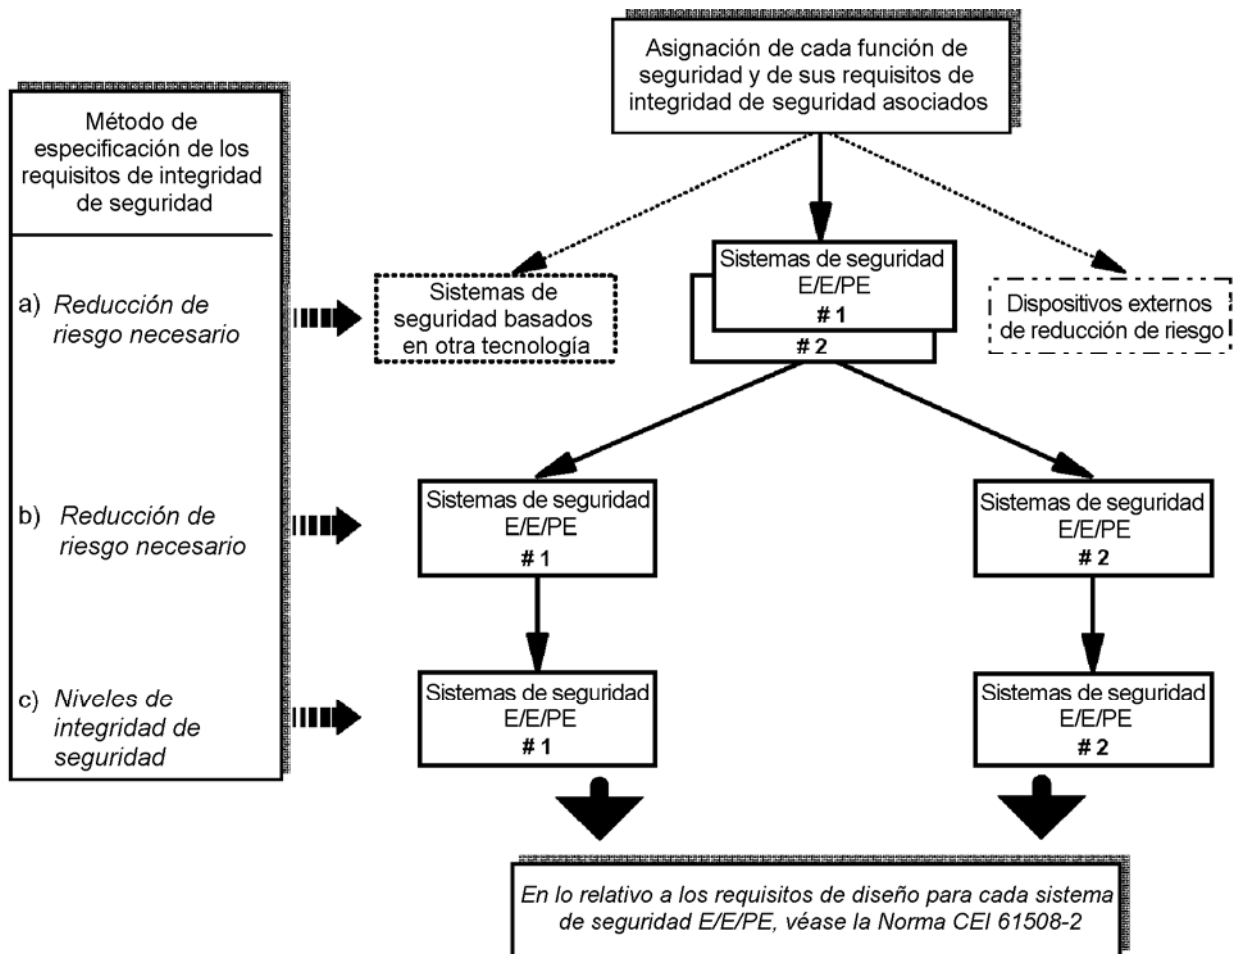 Asignación de cada función de
seguridad y de sus requisitos de
integridad de seguridad asociados
Método de
especificación de los
requisitos de integridad
de seguridad
a) Reducción de
riesgo necesario
Sistemas de
seguridad basados
en otra tecnología
Sistemas de seguridad
E/E/PE
# 1
# 2
Dispositivos externos
de reducción de riesgo
b) Reducción de
riesgo necesario
Sistemas de seguridad
E/E/PE
# 1
Sistemas de seguridad
E/E/PE
# 2
c) Niveles de
integridad de
seguridad
Sistemas de seguridad
E/E/PE
# 1
Sistemas de seguridad
E/E/PE
# 2
En lo relativo a los requisitos de diseño para cada sistema
de seguridad E/E/PE, véase la Norma CEI 61508-2